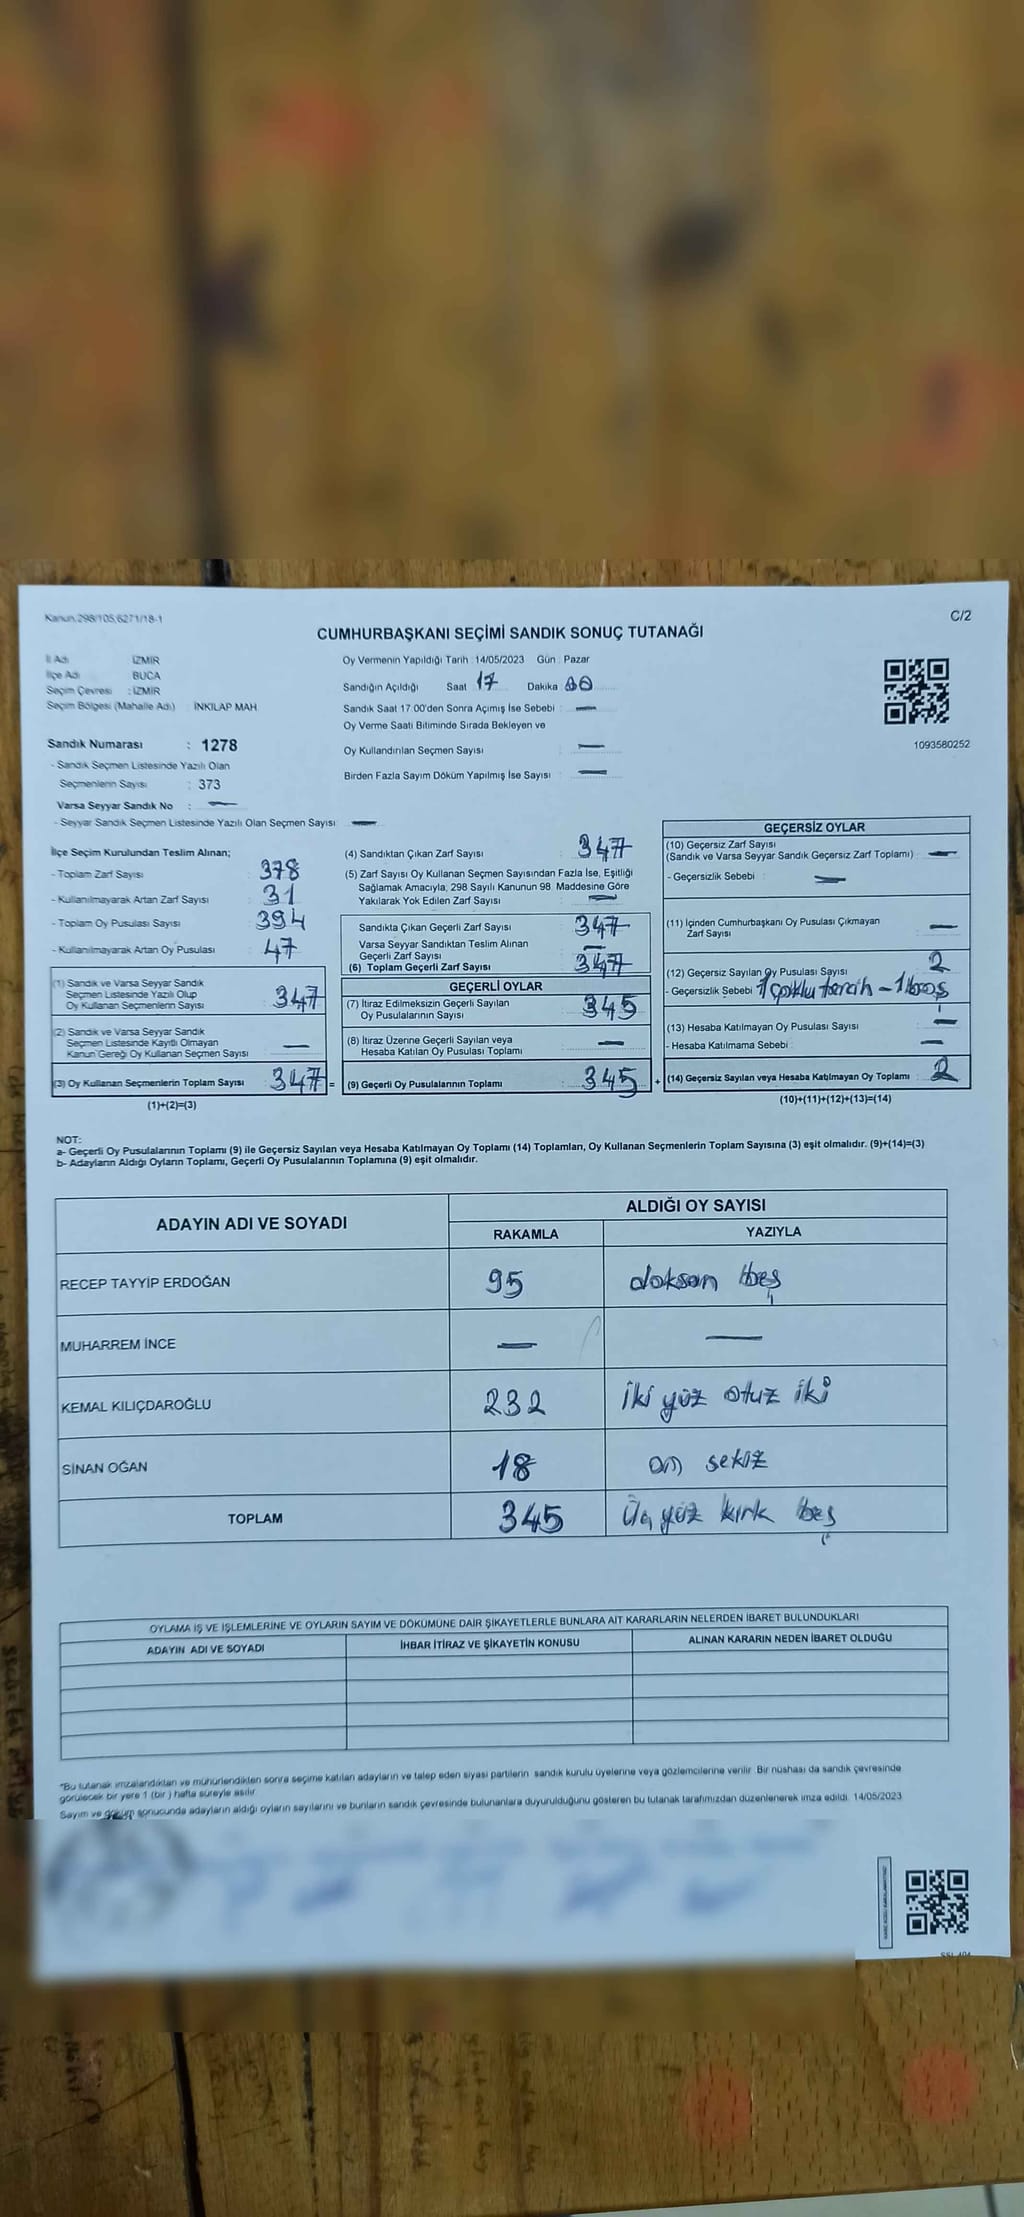 Kanun.298/105,6271/18-1
C/2
CUMHURBAŞKANI SEÇİMİ SANDIK SONUÇ TUTANAĞI
İl Adı İZMİR
İlçe Adı BUCA
Seçim Çevresi : İZMİR
Seçim Bölgesi (Mahalle Adı) : İNKILAP MAH
Sandık Numarası : 1278
- Sandık Seçmen Listesinde Yazılı Olan
Seçmenlerin Sayısı : 373
Varsa Seyyar Sandık No : —
- Seyyar Sandık Seçmen Listesinde Yazılı Olan Seçmen Sayısı: —
Oy Vermenin Yapıldığı Tarih : 14/05/2023 Gün : Pazar
Sandığın Açıldığı Saat 17 Dakika 00
Sandık Saat 17 00'den Sonra Açımış İse Sebebi : —
Oy Verme Saati Bitiminde Sırada Bekleyen ve
Oy Kullandırılan Seçmen Sayısı : —
Birden Fazla Sayım Döküm Yapılmış İse Sayısı : —
1093580252
İlçe Seçim Kurulundan Teslim Alınan;
- Toplam Zarf Sayısı : 378
- Kullanılmayarak Artan Zarf Sayısı : 31
- Toplam Oy Pusulası Sayısı : 394
- Kullanılmayarak Artan Oy Pusulası : 47
(1) Sandık ve Varsa Seyyar Sandık
Seçmen Listesinde Yazılı Olup
Oy Kullanan Seçmenlerin Sayısı : 347
(2) Sandık ve Varsa Seyyar Sandık
Seçmen Listesinde Kayıtlı Olmayan
Kanun Gereği Oy Kullanan Seçmen Sayısı : —
(3) Oy Kullanan Seçmenlerin Toplam Sayısı : 347 =
(1)+(2)=(3)
(4) Sandıktan Çıkan Zarf Sayısı : 347
(5) Zarf Sayısı Oy Kullanan Seçmen Sayısından Fazla İse, Eşitliği
Sağlamak Amacıyla, 298 Sayılı Kanunun 98. Maddesine Göre
Yakılarak Yok Edilen Zarf Sayısı : —
Sandıkta Çıkan Geçerli Zarf Sayısı : 347
Varsa Seyyar Sandıktan Teslim Alınan
Geçerli Zarf Sayısı : —
(6) Toplam Geçerli Zarf Sayısı : 347
GEÇERLİ OYLAR
(7) İtiraz Edilmeksizin Geçerli Sayılan
Oy Pusulalarının Sayısı : 345
(8) İtiraz Üzerine Geçerli Sayılan veya
Hesaba Katılan Oy Pusulası Toplamı : —
(9) Geçerli Oy Pusulalarının Toplamı : 345 +
GEÇERSİZ OYLAR
(10) Geçersiz Zarf Sayısı
(Sandık ve Varsa Seyyar Sandık Geçersiz Zarf Toplamı) : —
- Geçersizlik Sebebi : —
(11) İçinden Cumhurbaşkanı Oy Pusulası Çıkmayan
Zarf Sayısı : —
(12) Geçersiz Sayılan Oy Pusulası Sayısı : 2
- Geçersizlik Sebebi 1 çoklu tercih - 1 boş
(13) Hesaba Katılmayan Oy Pusulası Sayısı : —
- Hesaba Katılmama Sebebi : —
(14) Geçersiz Sayılan veya Hesaba Katılmayan Oy Toplamı : 2
(10)+(11)+(12)+(13)=(14)
NOT:
a- Geçerli Oy Pusulalarının Toplamı (9) ile Geçersiz Sayılan veya Hesaba Katılmayan Oy Toplamı (14) Toplamları, Oy Kullanan Seçmenlerin Toplam Sayısına (3) eşit olmalıdır. (9)+(14)=(3)
b- Adayların Aldığı Oyların Toplamı, Geçerli Oy Pusulalarının Toplamına (9) eşit olmalıdır.
ADAYIN ADI VE SOYADI
ALDIĞI OY SAYISI
RAKAMLA YAZIYLA
RECEP TAYYİP ERDOĞAN 95 doksan beş
MUHARREM İNCE — —
KEMAL KILIÇDAROĞLU 232 iki yüz otuz iki
SİNAN OĞAN 18 on sekiz
TOPLAM 345 Üç yüz kırk beş
OYLAMA İŞ VE İŞLEMLERİNE VE OYLARIN SAYIM VE DÖKÜMÜNE DAİR ŞİKAYETLERLE BUNLARA AİT KARARLARIN NELERDEN İBARET BULUNDUKLARI
ADAYIN ADI VE SOYADI İHBAR İTİRAZ VE ŞİKAYETİN KONUSU ALINAN KARARIN NEDEN İBARET OLDUĞU
*Bu tutanak imzalandıktan ve mühürlendikten sonra seçime katılan adayların ve talep eden siyasi partilerin sandık kurulu üyelerine veya gözlemcilerine verilir. Bir nüshası da sandık çevresinde
görülecek bir yere 1 (bir) hafta süreyle asılır.
Sayım ve döküm sonucunda adayların aldığı oyların sayılarını ve bunların sandık çevresinde bulunanlara duyurulduğunu gösteren bu tutanak tarafımızdan düzenlenerek imza edildi. 14/05/2023